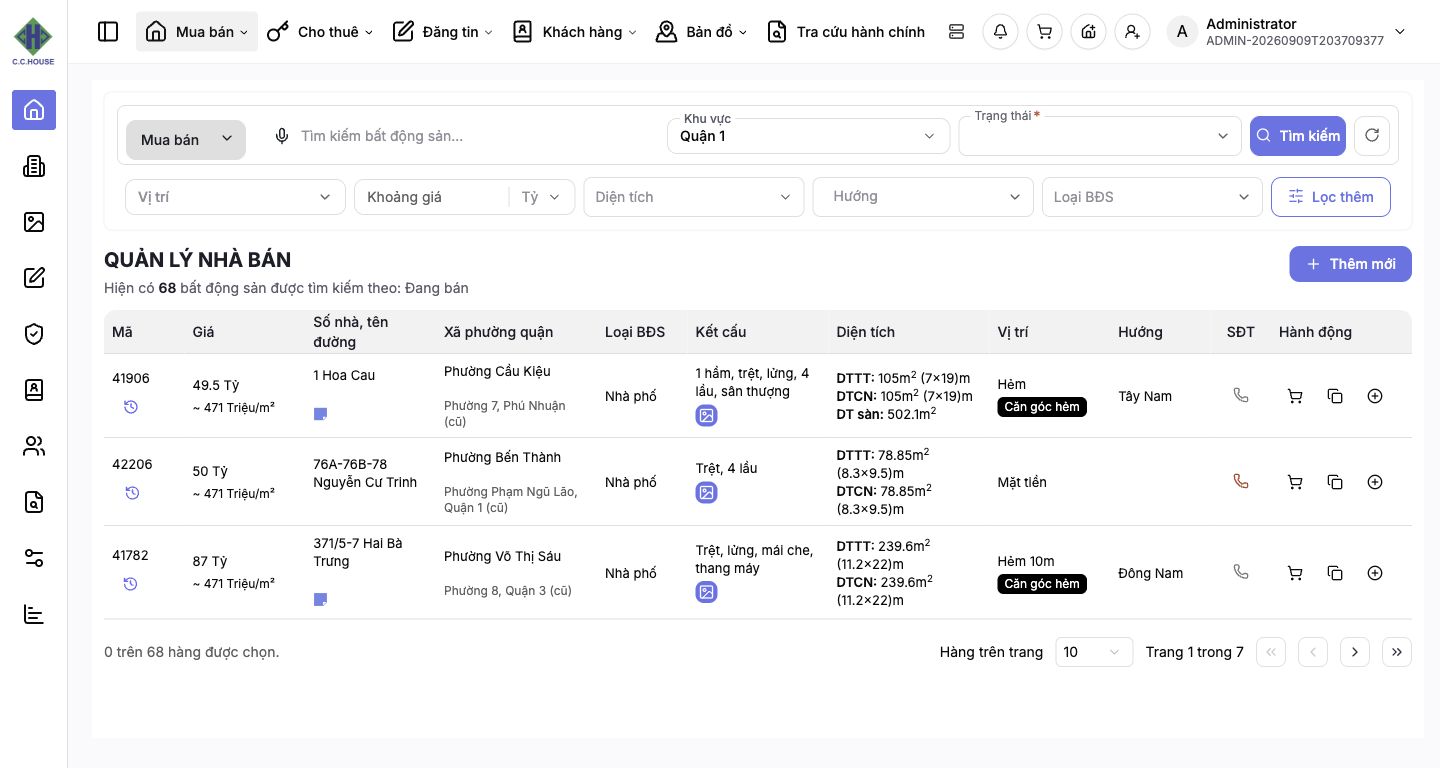 C.C.HOUSE
Mua bán
Cho thuê
Đăng tin
Khách hàng
Bản đồ
Tra cứu hành chính
A
Administrator
ADMIN-20260909T203709377
Mua bán
Tìm kiếm bất động sản...
Khu vực
Quận 1
Trạng thái *
Tìm kiếm
Vị trí
Khoảng giá
Tỷ
Diện tích
Hướng
Loại BĐS
Lọc thêm
QUẢN LÝ NHÀ BÁN
Thêm mới
Hiện có 68 bất động sản được tìm kiếm theo: Đang bán
Mã
Giá
Số nhà, tên
đường
Xã phường quận
Loại BĐS
Kết cấu
Diện tích
Vị trí
Hướng
SĐT
Hành động
41906
49.5 Tỷ
~ 471 Triệu/m²
1 Hoa Cau
Phường Cầu Kiệu
Phường 7, Phú Nhuận
(cũ)
Nhà phố
1 hầm, trệt, lửng, 4
lầu, sân thượng
DTTT: 105m² (7×19)m
DTCN: 105m² (7×19)m
DT sàn: 502.1m²
Hẻm
Căn góc hẻm
Tây Nam
42206
50 Tỷ
~ 471 Triệu/m²
76A-76B-78
Nguyễn Cư Trinh
Phường Bến Thành
Phường Phạm Ngũ Lão,
Quận 1 (cũ)
Nhà phố
Trệt, 4 lầu
DTTT: 78.85m²
(8.3×9.5)m
DTCN: 78.85m²
(8.3×9.5)m
Mặt tiền
41782
87 Tỷ
~ 471 Triệu/m²
371/5-7 Hai Bà
Trưng
Phường Võ Thị Sáu
Phường 8, Quận 3 (cũ)
Nhà phố
Trệt, lửng, mái che,
thang máy
DTTT: 239.6m²
(11.2×22)m
DTCN: 239.6m²
(11.2×22)m
Hẻm 10m
Căn góc hẻm
Đông Nam
0 trên 68 hàng được chọn.
Hàng trên trang
10
Trang 1 trong 7